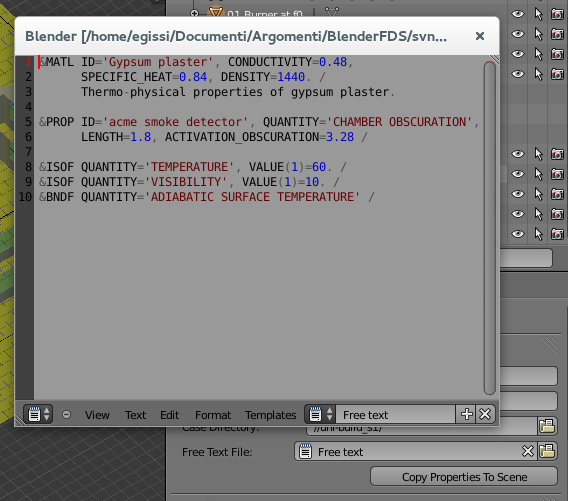 01 Burner at f0
Blender [/home/egissi/Documenti/Argomenti/BlenderFDS/svn...
1 &MATL ID='Gypsum plaster', CONDUCTIVITY=0.48,
2 SPECIFIC_HEAT=0.84, DENSITY=1440. /
3 Thermo-physical properties of gypsum plaster.
4
5 &PROP ID='acme smoke detector', QUANTITY='CHAMBER OBSCURATION',
6 LENGTH=1.8, ACTIVATION_OBSCURATION=3.28 /
7
8 &ISOF QUANTITY='TEMPERATURE', VALUE(1)=60. /
9 &ISOF QUANTITY='VISIBILITY', VALUE(1)=10. /
10 &BNDF QUANTITY='ADIABATIC SURFACE TEMPERATURE' /
View Text Edit Format Templates Free text
Case Directory:
Free Text File: Free text
Copy Properties To Scene